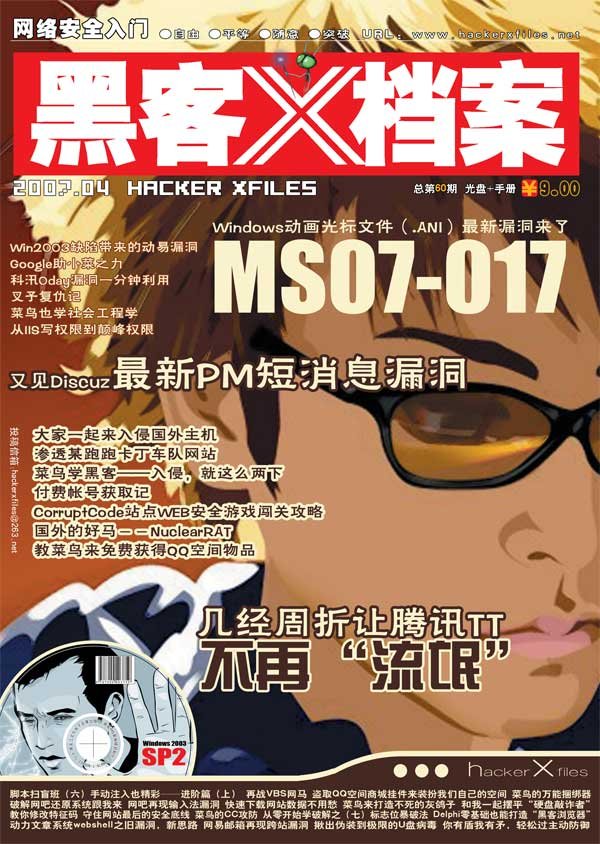 网络安全入门 ●自由 ●平等 ●随意 ●突破 URL: www.hackerxfiles.net
黑客X档案
2007.04 HACKER XFILES 总第60期 光盘+手册 ¥9.00
Windows动画光标文件（.ANI）最新漏洞来了
MS07-017
Win2003缺陷带来的动易漏洞
Google助小菜之力
科汛0day漏洞一分钟利用
叉子复仇记
菜鸟也学社会工程学
从IIS写权限到颠峰权限
又见Discuz最新PM短消息漏洞
投稿信箱:hackerxfiles@263.net
大家一起来入侵国外主机
渗透某跑跑卡丁车队网站
菜鸟学黑客——入侵，就这么两下
付费帐号获取记
CorruptCode站点WEB安全游戏闯关攻略
国外的好马——NuclearRAT
教菜鸟来免费获得QQ空间物品
几经周折让腾讯TT
不再“流氓”
Windows 2003
SP2
hacker X files
脚本扫盲班（六）手动注入也精彩——进阶篇（上） 再战VBS网马 盗取QQ空间商城挂件来装扮我们自己的空间 菜鸟的万能捆绑器
破解网吧还原系统跟我来 网吧再现输入法漏洞 快速下载网站数据不用愁 菜鸟来打造不死的灰鸽子 和我一起摆平“硬盘敲诈者”
教你修改特征码 守住网站最后的安全底线 菜鸟的CC攻防 从零开学破解之（七）标志位暴破法 Delphi零基础也能打造“黑客浏览器”
动力文章系统webshell之旧漏洞，新思路 网易邮箱再现跨站漏洞 揪出伪装到极限的U盘病毒 你有盾我有矛，轻松过主动防御